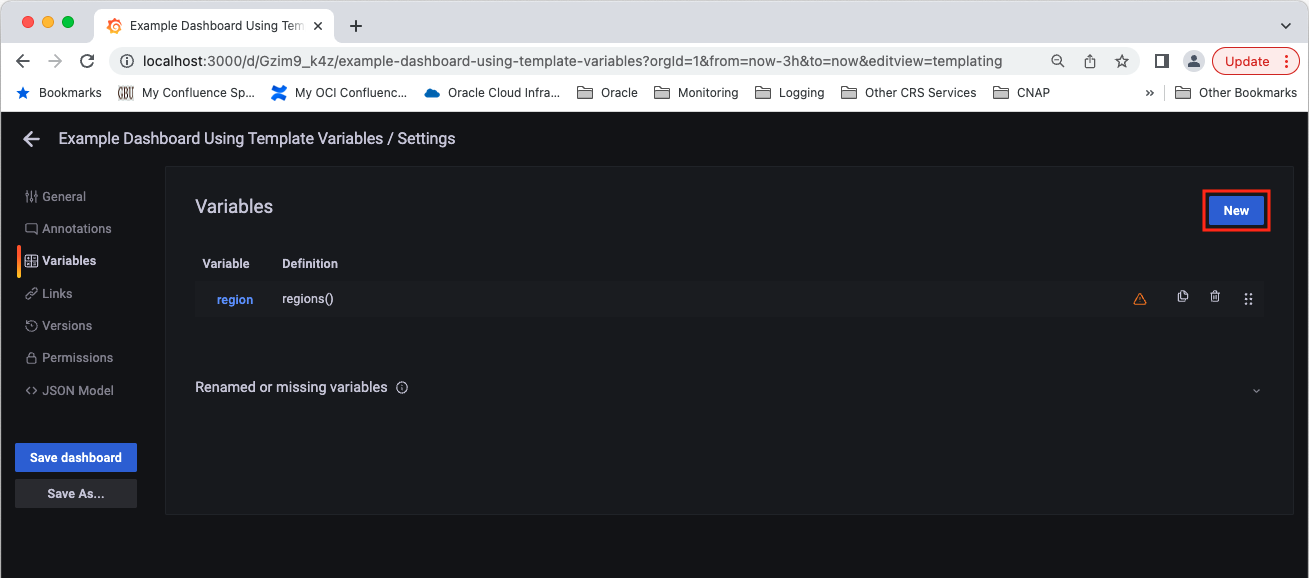 Example Dashboard Using Tem
localhost:3000/d/Gzim9_k4z/example-dashboard-using-template-variables?orgId=1&from=now-3h&to=now&editview=templating
Update
Bookmarks GBU My Confluence Sp... My OCI Confluenc... Oracle Cloud Infra... Oracle Monitoring Logging Other CRS Services CNAP » Other Bookmarks
Example Dashboard Using Template Variables / Settings
General
Annotations
Variables
Links
Versions
Permissions
JSON Model
Save dashboard
Save As...
Variables
New
Variable Definition
region regions()
Renamed or missing variables